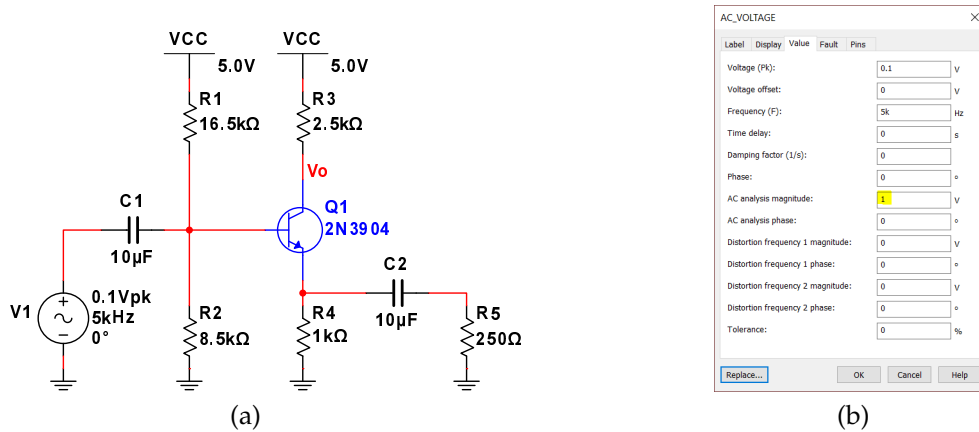 VCC
5.0V
R1
16.5kΩ
VCC
5.0V
R3
2.5kΩ
Vo
C1
10µF
Q1
2N3904
C2
10µF
V1
0.1Vpk
5kHz
0°
R2
8.5kΩ
R4
1kΩ
R5
250Ω
(a)
AC_VOLTAGE
Label Display Value Fault Pins
Voltage (Pk): 0.1 V
Voltage offset: 0 V
Frequency (F): 5k Hz
Time delay: 0 s
Damping factor (1/s): 0
Phase: 0 °
AC analysis magnitude: 1 V
AC analysis phase: 0 °
Distortion frequency 1 magnitude: 0 V
Distortion frequency 1 phase: 0 °
Distortion frequency 2 magnitude: 0 V
Distortion frequency 2 phase: 0 °
Tolerance: 0 %
Replace... OK Cancel Help
(b)